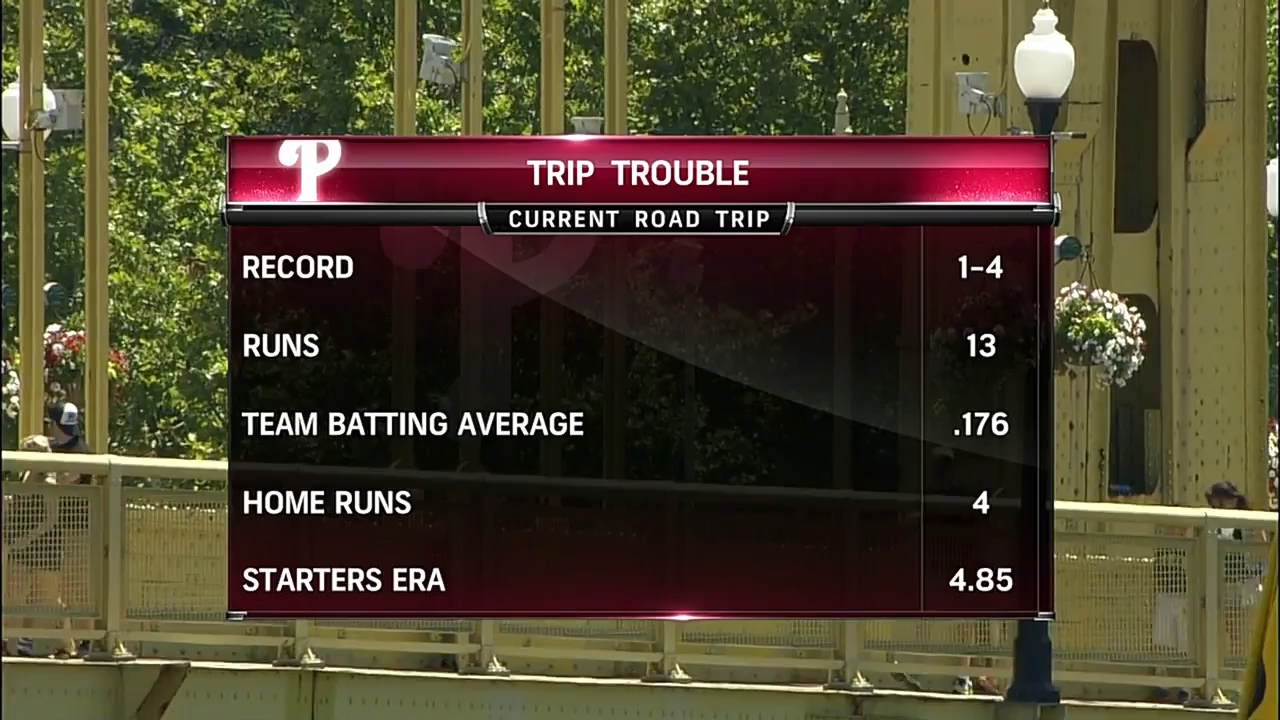 P
TRIP TROUBLE
CURRENT ROAD TRIP
RECORD 1-4
RUNS 13
TEAM BATTING AVERAGE .176
HOME RUNS 4
STARTERS ERA 4.85